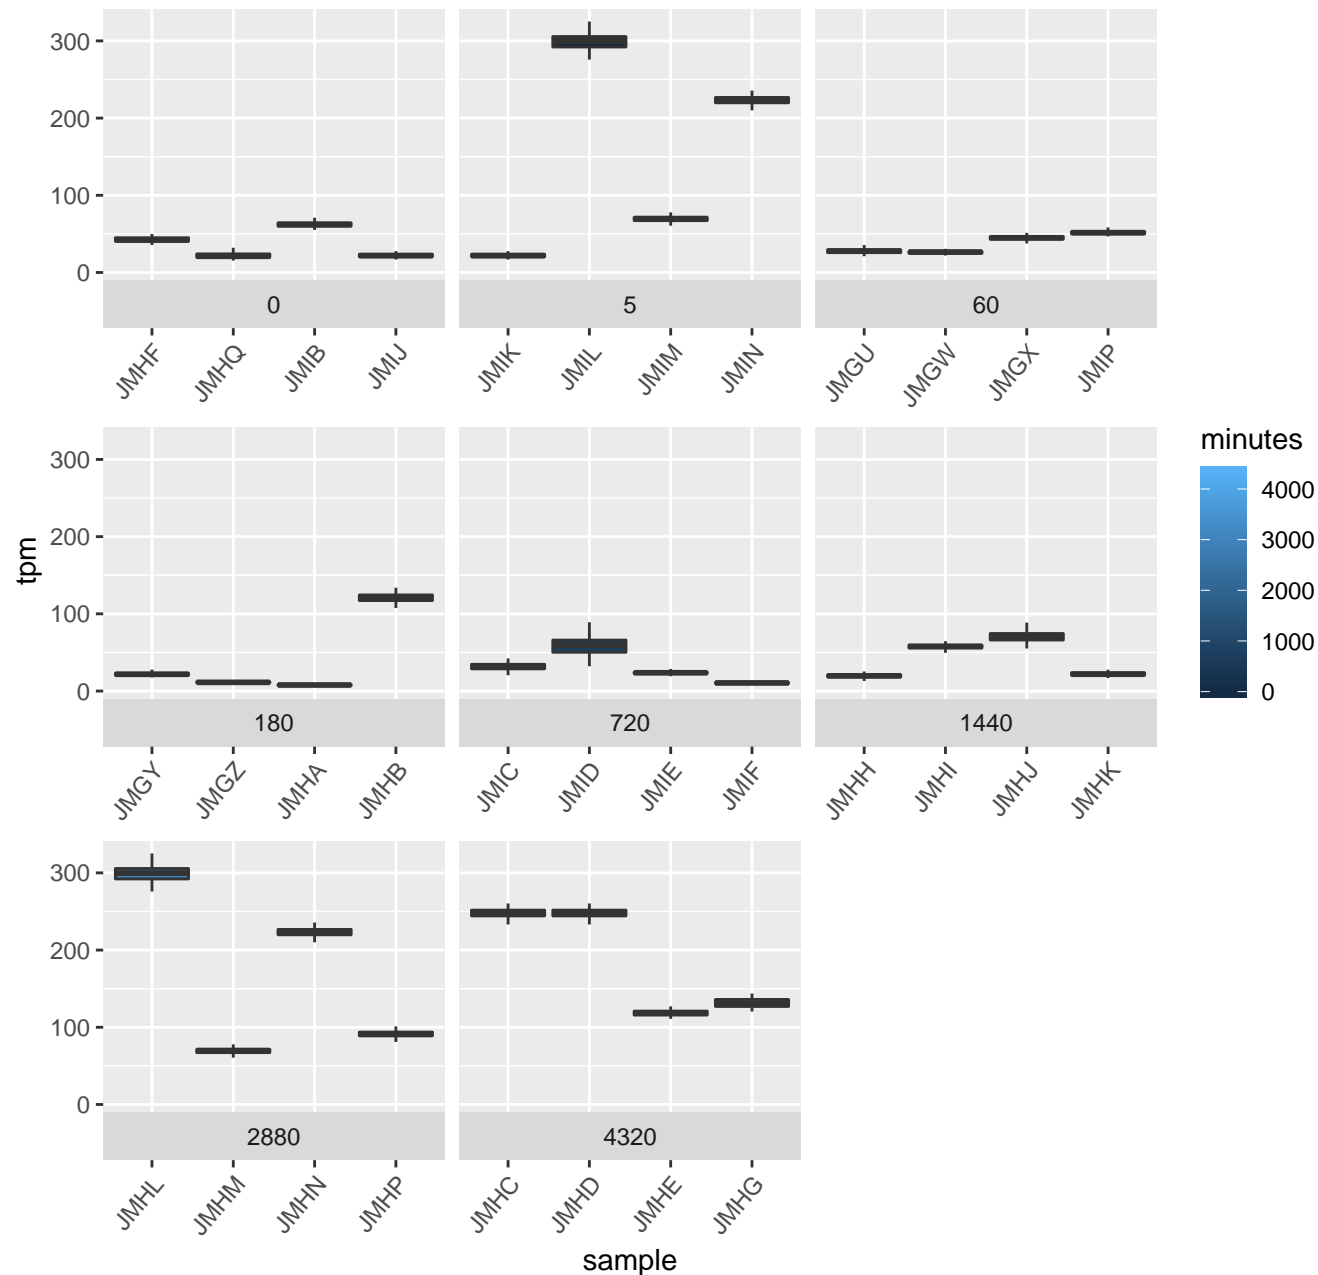 300
200
100
0
0
5
60
JMHF
JMHQ
JMIB
JMIJ
JMIK
JMIL
JMIM
JMIN
JMGU
JMGW
JMGX
JMIP
300
200
100
0
180
720
1440
JMGY
JMGZ
JMHA
JMHB
JMIC
JMID
JMIE
JMIF
JMHH
JMHI
JMHJ
JMHK
tpm
minutes
4000
3000
2000
1000
0
300
200
100
0
2880
4320
JMHL
JMHM
JMHN
JMHP
JMHC
JMHD
JMHE
JMHG
sample